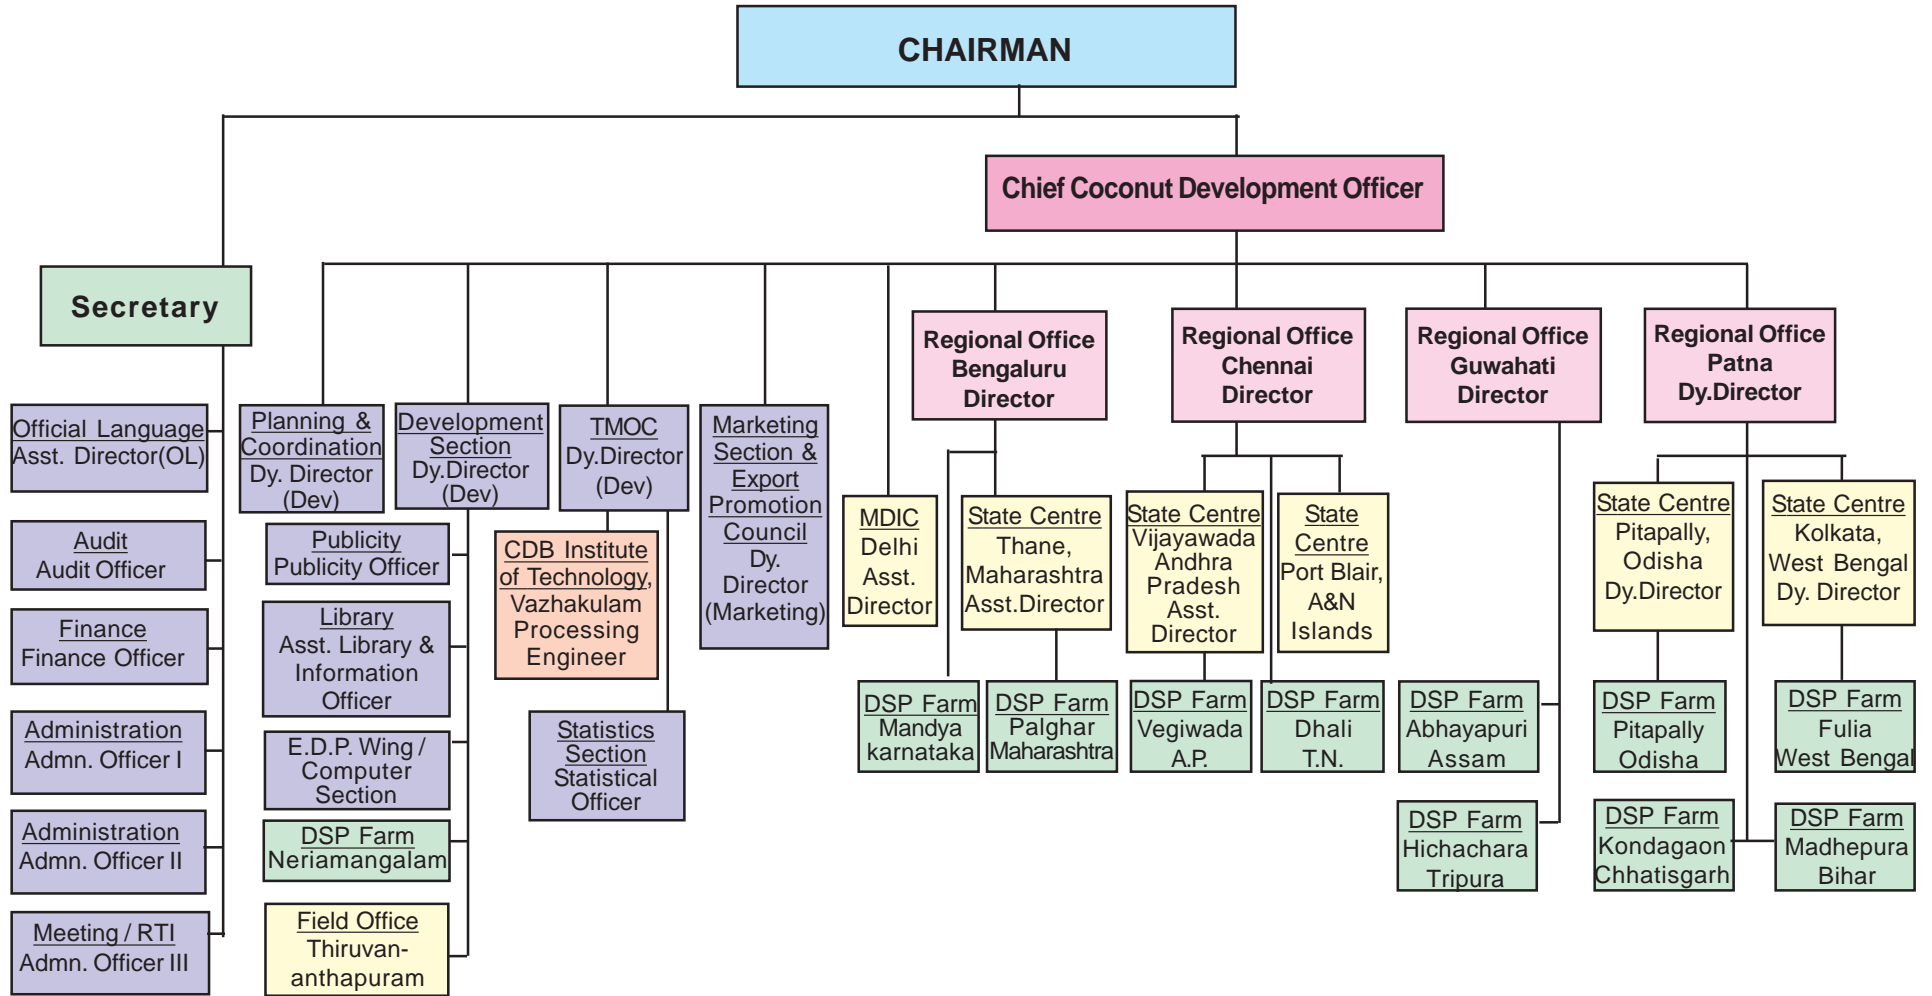 CHAIRMAN
Chief Coconut Development Officer
Secretary
Official Language
Asst. Director(OL)
Audit
Audit Officer
Finance
Finance Officer
Administration
Admn. Officer I
Administration
Admn. Officer II
Meeting / RTI
Admn. Officer III
Planning &
Coordination
Dy. Director
(Dev)
Development
Section
Dy.Director
(Dev)
Publicity
Publicity Officer
Library
Asst. Library &
Information
Officer
E.D.P. Wing /
Computer
Section
DSP Farm
Neriamangalam
Field Office
Thiruvan-
anthapuram
TMOC
Dy.Director
(Dev)
CDB Institute
of Technology,
Vazhakulam
Processing
Engineer
Statistics
Section
Statistical
Officer
Marketing
Section &
Export
Promotion
Council
Dy.
Director
(Marketing)
MDIC
Delhi
Asst.
Director
Regional Office
Bengaluru
Director
State Centre
Thane,
Maharashtra
Asst.Director
DSP Farm
Mandya
karnataka
DSP Farm
Palghar
Maharashtra
Regional Office
Chennai
Director
State Centre
Vijayawada
Andhra
Pradesh
Asst.
Director
State
Centre
Port Blair,
A&N
Islands
DSP Farm
Vegiwada
A.P.
DSP Farm
Dhali
T.N.
Regional Office
Guwahati
Director
DSP Farm
Abhayapuri
Assam
DSP Farm
Hichachara
Tripura
Regional Office
Patna
Dy.Director
State Centre
Pitapally,
Odisha
Dy.Director
State Centre
Kolkata,
West Bengal
Dy. Director
DSP Farm
Pitapally
Odisha
DSP Farm
Fulia
West Bengal
DSP Farm
Kondagaon
Chhatisgarh
DSP Farm
Madhepura
Bihar